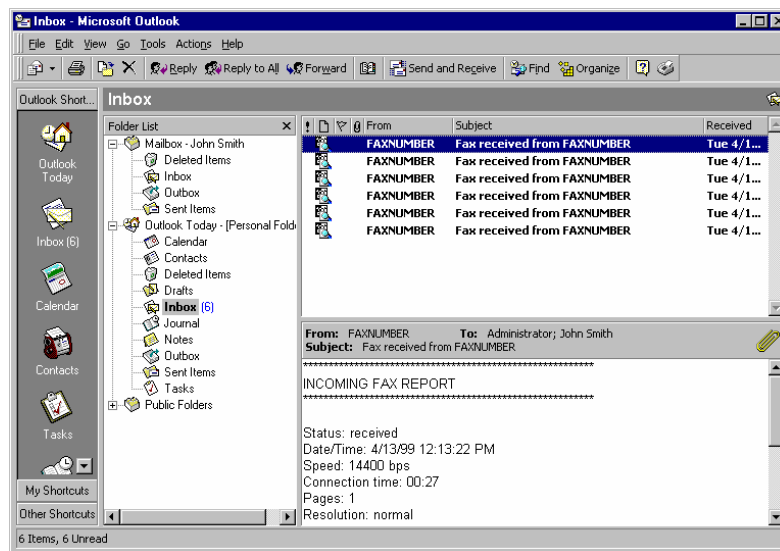 Inbox - Microsoft Outlook
File Edit View Go Tools Actions Help
Reply Reply to All Forward Send and Receive Find Organize
Outlook Short... Inbox
Outlook Today
Inbox (6)
Calendar
Contacts
Tasks
My Shortcuts
Other Shortcuts
Folder List
Mailbox - John Smith
Deleted Items
Inbox
Outbox
Sent Items
Outlook Today - [Personal Fold
Calendar
Contacts
Deleted Items
Drafts
Inbox (6)
Journal
Notes
Outbox
Sent Items
Tasks
Public Folders
From Subject Received
FAXNUMBER Fax received from FAXNUMBER Tue 4/1...
FAXNUMBER Fax received from FAXNUMBER Tue 4/1...
FAXNUMBER Fax received from FAXNUMBER Tue 4/1...
FAXNUMBER Fax received from FAXNUMBER Tue 4/1...
FAXNUMBER Fax received from FAXNUMBER Tue 4/1...
FAXNUMBER Fax received from FAXNUMBER Tue 4/1...
From: FAXNUMBER To: Administrator; John Smith
Subject: Fax received from FAXNUMBER
*******************************************************
INCOMING FAX REPORT
*******************************************************
Status: received
Date/Time: 4/13/99 12:13:22 PM
Speed: 14400 bps
Connection time: 00:27
Pages: 1
Resolution: normal
6 Items, 6 Unread